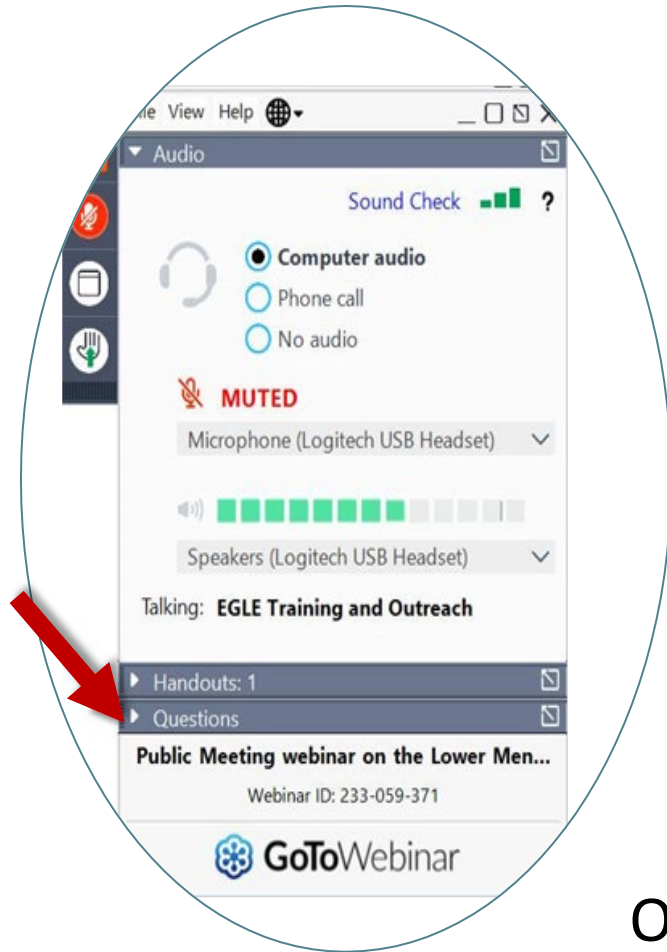 View Help
Audio
Sound Check ?
Computer audio
Phone call
No audio
MUTED
Microphone (Logitech USB Headset)
Speakers (Logitech USB Headset)
Talking: EGLE Training and Outreach
Handouts: 1
Questions
Public Meeting webinar on the Lower Men...
Webinar ID: 233-059-371
GoToWebinar